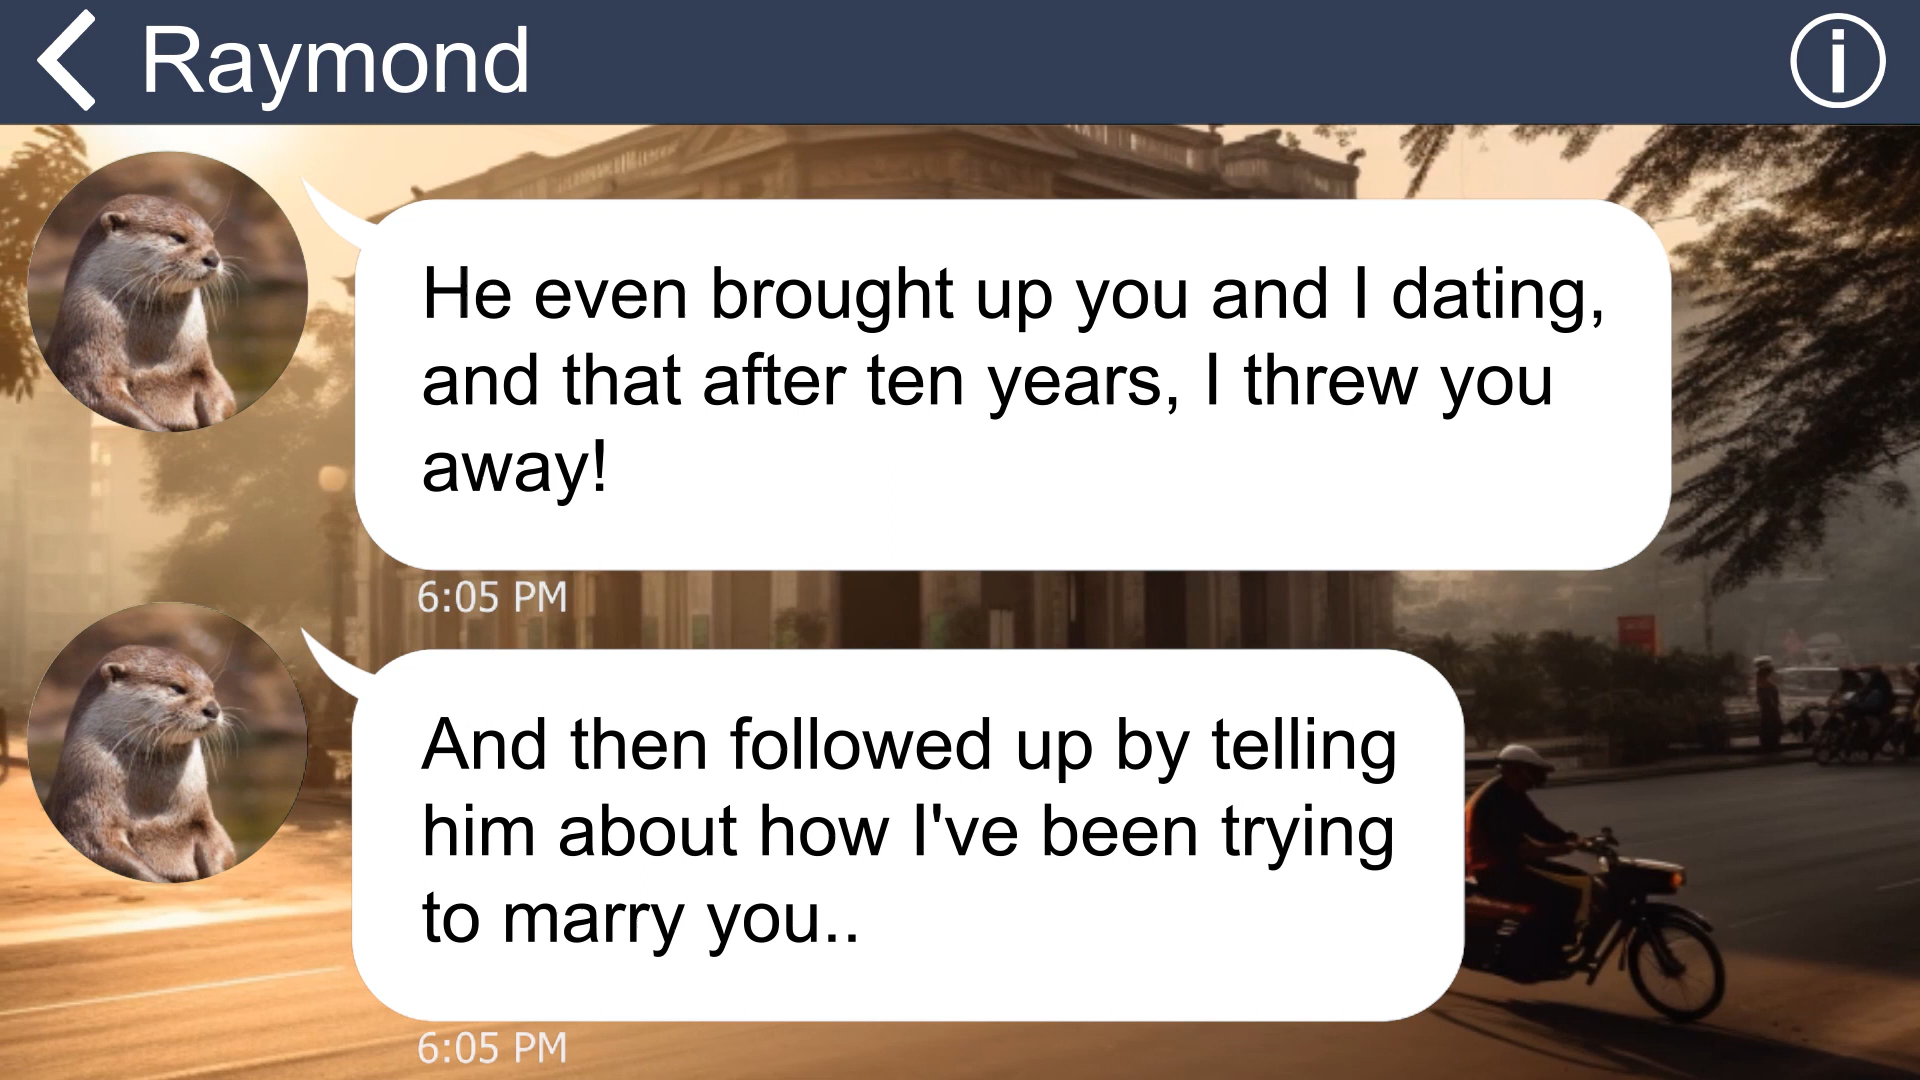 Raymond
He even brought up you and I dating,
and that after ten years, I threw you
away!
6:05 PM
And then followed up by telling
him about how I've been trying
to marry you..
6:05 PM